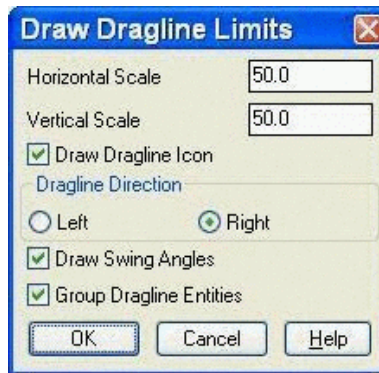 Draw Dragline Limits
Horizontal Scale 50.0
Vertical Scale 50.0
Draw Dragline Icon
Dragline Direction
Left Right
Draw Swing Angles
Group Dragline Entities
OK Cancel Help